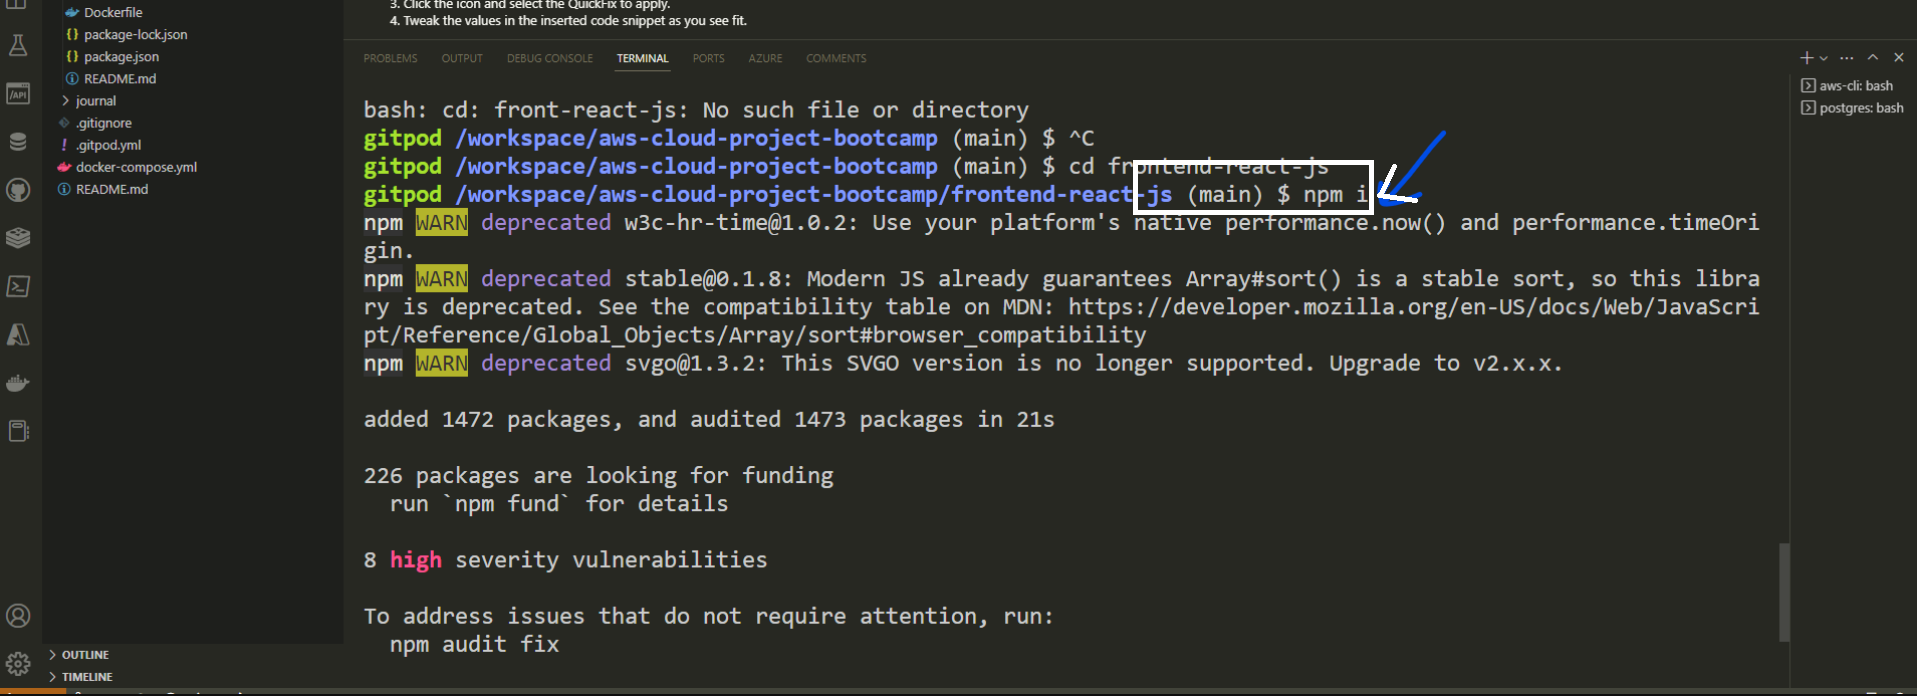 3. Click the icon and select the QuickFix to apply.
4. Tweak the values in the inserted code snippet as you see fit.
Dockerfile
package-lock.json
package.json
README.md
journal
.gitignore
.gitpod.yml
docker-compose.yml
README.md
OUTLINE
TIMELINE
/API
PROBLEMS OUTPUT DEBUG CONSOLE TERMINAL PORTS AZURE COMMENTS
bash: cd: front-react-js: No such file or directory
gitpod /workspace/aws-cloud-project-bootcamp (main) $ ^C
gitpod /workspace/aws-cloud-project-bootcamp (main) $ cd frontend-react-js
gitpod /workspace/aws-cloud-project-bootcamp/frontend-react-js (main) $ npm i
npm WARN deprecated w3c-hr-time@1.0.2: Use your platform's native performance.now() and performance.timeOri
gin.
npm WARN deprecated stable@0.1.8: Modern JS already guarantees Array#sort() is a stable sort, so this libra
ry is deprecated. See the compatibility table on MDN: https://developer.mozilla.org/en-US/docs/Web/JavaScri
pt/Reference/Global_Objects/Array/sort#browser_compatibility
npm WARN deprecated svgo@1.3.2: This SVGO version is no longer supported. Upgrade to v2.x.x.
added 1472 packages, and audited 1473 packages in 21s
226 packages are looking for funding
run `npm fund` for details
8 high severity vulnerabilities
To address issues that do not require attention, run:
npm audit fix
aws-cli: bash
postgres: bash